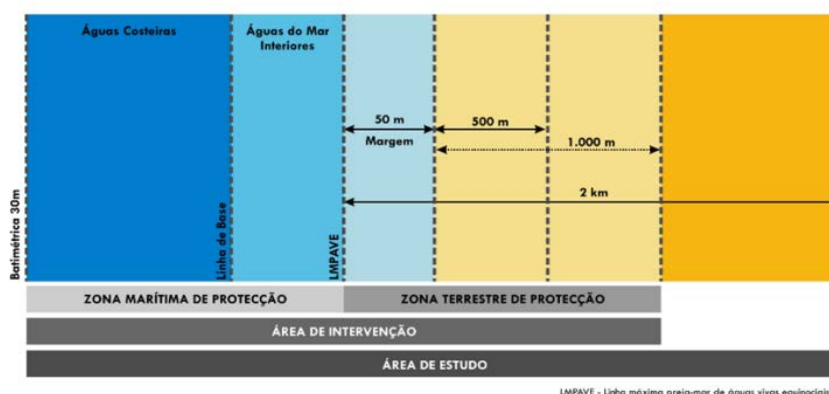 Águas Costeiras
Águas do Mar
Interiores
50 m
Margem
500 m
1.000 m
2 km
Batimétrica 30m
Linha de Base
LMPAVE
ZONA MARÍTIMA DE PROTECÇÃO
ZONA TERRESTRE DE PROTECÇÃO
ÁREA DE INTERVENÇÃO
ÁREA DE ESTUDO
LMPAVE - Linha máxima preia-mar de águas vivas equinociais